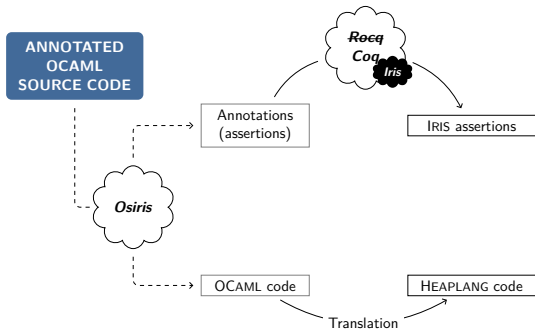 ANNOTATED
OCAML
SOURCE CODE
Rocq
Coq
Iris
Annotations
(assertions)
IRIS assertions
Osiris
OCAML code
HEAPLANG code
Translation